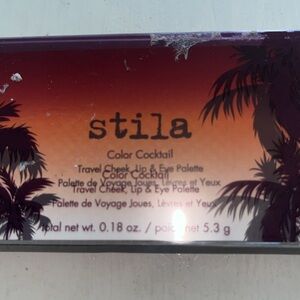 stila
Color Cocktail
Travel Cheek, Lip & Eye Palette
Color Cocktail
Palette de Voyage Joues, Lèvres et Yeux
Travel Cheek, Lip & Eye Palette
Palette de Voyage Joues, Lèvres et Yeux
total net wt. 0.18 oz. / poids net 5.3 g